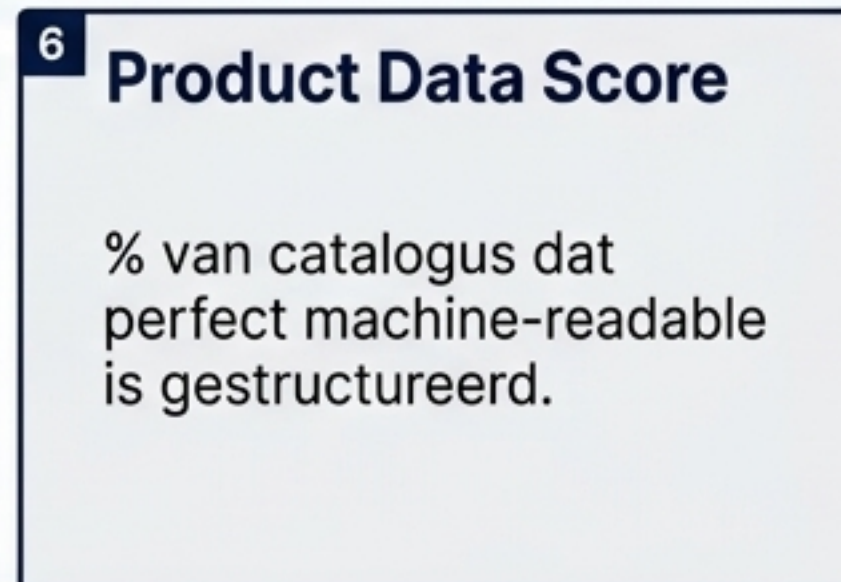 6
Product Data Score
% van catalogus dat
perfect machine-readable
is gestructureerd.